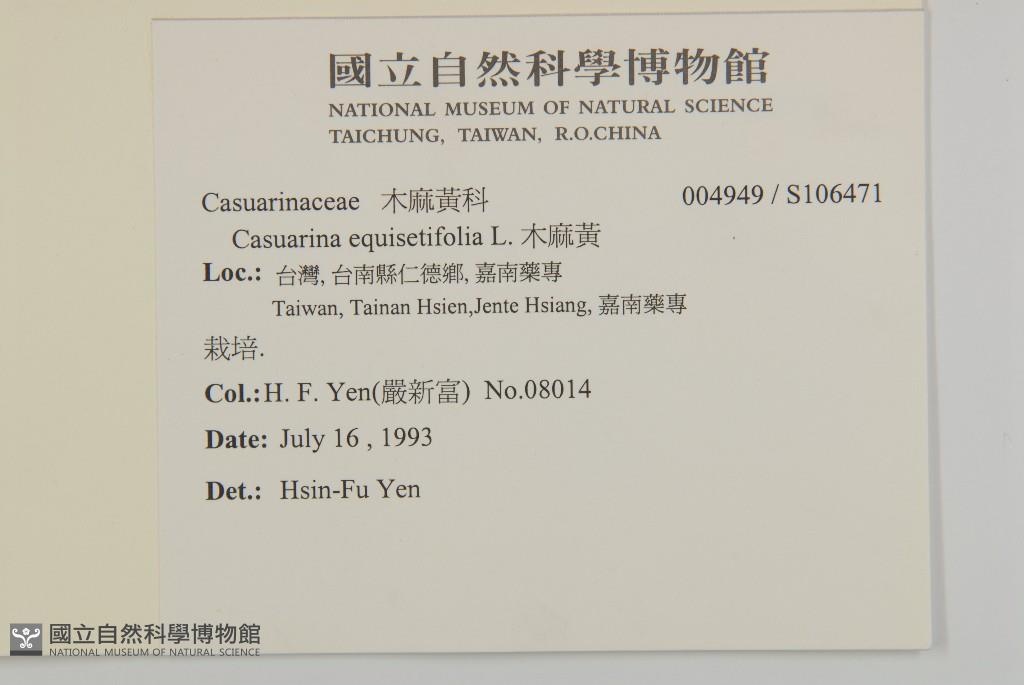 國立自然科學博物館
NATIONAL MUSEUM OF NATURAL SCIENCE
TAICHUNG, TAIWAN, R.O.CHINA
Casuarinaceae 木麻黃科 004949 / S106471
Casuarina equisetifolia L. 木麻黃
Loc.: 台灣, 台南縣仁德鄉, 嘉南藥專
Taiwan, Tainan Hsien,Jente Hsiang, 嘉南藥專
栽培.
Col.:H. F. Yen(嚴新富) No.08014
Date: July 16 , 1993
Det.: Hsin-Fu Yen
國立自然科學博物館
NATIONAL MUSEUM OF NATURAL SCIENCE